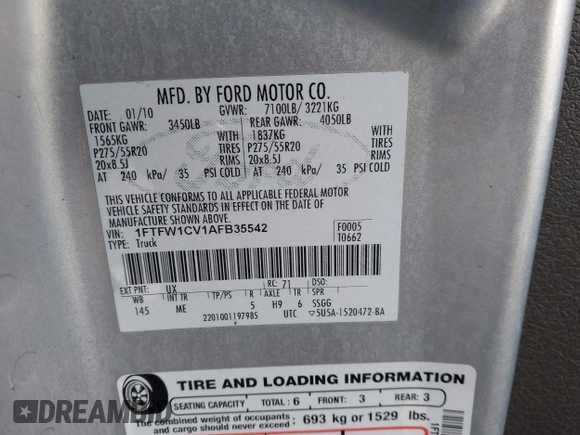 MFD. BY FORD MOTOR CO.
DATE: 01/10 GVWR: 7100LB/ 3221KG
FRONT GAWR: 3450LB REAR GAWR: 4050LB
1565KG WITH 1837KG WITH
P275/55R20 TIRES P275/55R20 TIRES
20x8.5J RIMS 20x8.5J RIMS
AT 240 kPa/ 35 PSI COLD AT 240 kPa/ 35 PSI COLD
THIS VEHICLE CONFORMS TO ALL APPLICABLE FEDERAL MOTOR
VEHICLE SAFETY STANDARDS IN EFFECT ON THE DATE OF
MANUFACTURE SHOWN ABOVE.
VIN: 1FTFW1CV1AFB35542 F0005
TYPE: Truck T0662
EXT PNT: UX RC: 71 DSO:
WB INT TR TP/PS R AXLE TR SPR
145 ME 5 H9 6 SSGG
2201001197985 UTC ▽5U5A-1520472-BA
Ford
TIRE AND LOADING INFORMATION
SEATING CAPACITY TOTAL: 6 FRONT: 3 REAR: 3
The combined weight of occupants and cargo should never exceed: 693 kg or 1529 lbs.
1F